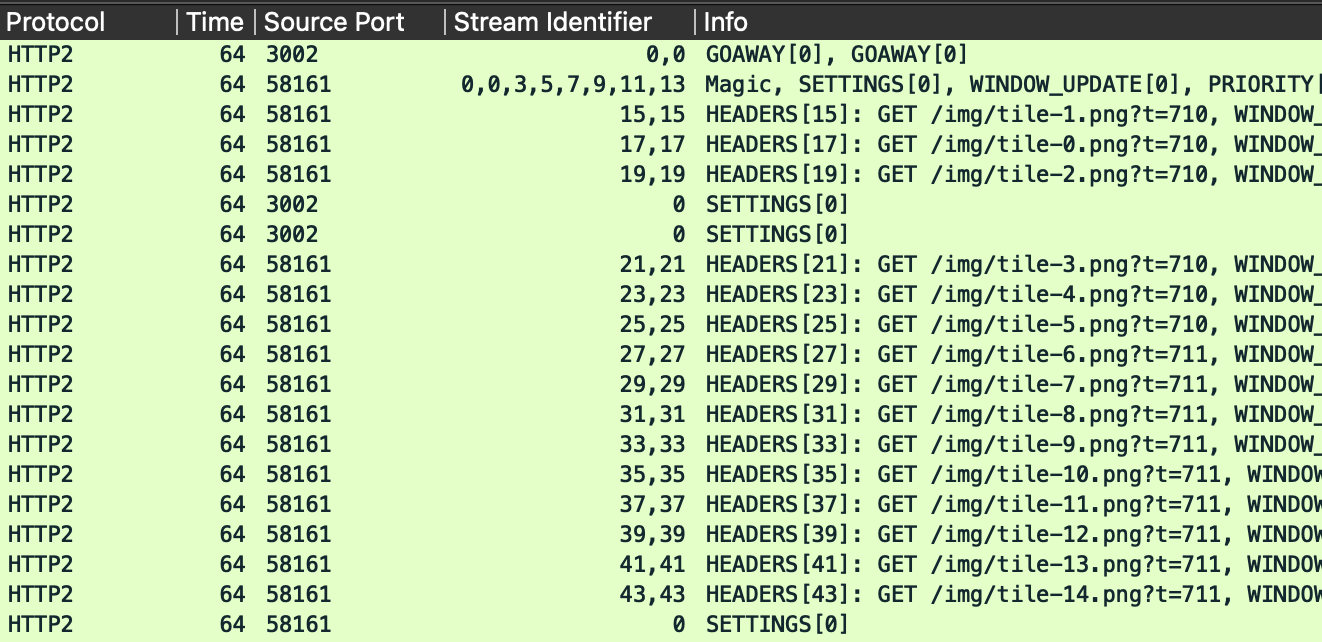 Protocol Time Source Port Stream Identifier Info
HTTP2 64 3002 0,0 GOAWAY[0], GOAWAY[0]
HTTP2 64 58161 0,0,3,5,7,9,11,13 Magic, SETTINGS[0], WINDOW_UPDATE[0], PRIORITY[
HTTP2 64 58161 15,15 HEADERS[15]: GET /img/tile-1.png?t=710, WINDOW_
HTTP2 64 58161 17,17 HEADERS[17]: GET /img/tile-0.png?t=710, WINDOW_
HTTP2 64 58161 19,19 HEADERS[19]: GET /img/tile-2.png?t=710, WINDOW_
HTTP2 64 3002 0 SETTINGS[0]
HTTP2 64 3002 0 SETTINGS[0]
HTTP2 64 58161 21,21 HEADERS[21]: GET /img/tile-3.png?t=710, WINDOW_
HTTP2 64 58161 23,23 HEADERS[23]: GET /img/tile-4.png?t=710, WINDOW_
HTTP2 64 58161 25,25 HEADERS[25]: GET /img/tile-5.png?t=710, WINDOW_
HTTP2 64 58161 27,27 HEADERS[27]: GET /img/tile-6.png?t=711, WINDOW_
HTTP2 64 58161 29,29 HEADERS[29]: GET /img/tile-7.png?t=711, WINDOW_
HTTP2 64 58161 31,31 HEADERS[31]: GET /img/tile-8.png?t=711, WINDOW_
HTTP2 64 58161 33,33 HEADERS[33]: GET /img/tile-9.png?t=711, WINDOW_
HTTP2 64 58161 35,35 HEADERS[35]: GET /img/tile-10.png?t=711, WINDOW
HTTP2 64 58161 37,37 HEADERS[37]: GET /img/tile-11.png?t=711, WINDOW
HTTP2 64 58161 39,39 HEADERS[39]: GET /img/tile-12.png?t=711, WINDOW
HTTP2 64 58161 41,41 HEADERS[41]: GET /img/tile-13.png?t=711, WINDOW
HTTP2 64 58161 43,43 HEADERS[43]: GET /img/tile-14.png?t=711, WINDOW
HTTP2 64 58161 0 SETTINGS[0]